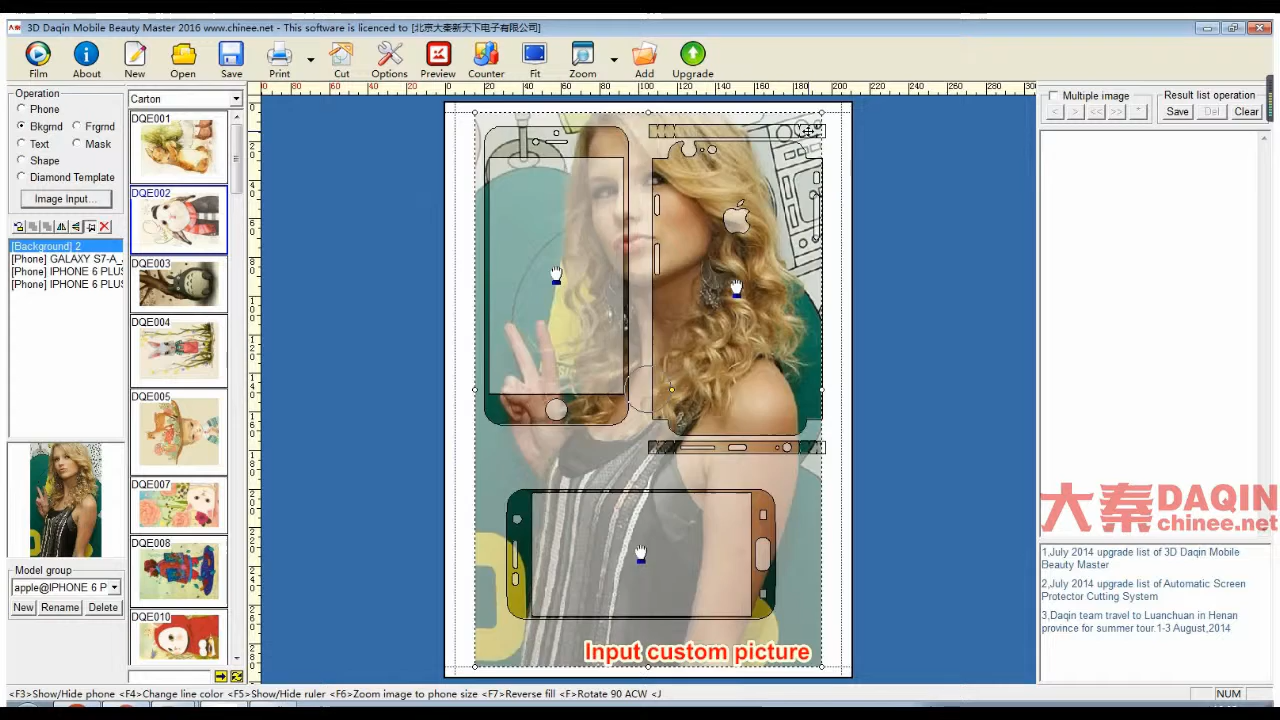 3D Daqin Mobile Beauty Master 2016 www.chinee.net - This software is licenced to [北京大秦新天下电子有限公司]
Film About New Open Save Print Cut Options Preview Counter Fit Zoom Add Upgrade
Operation
Phone
Bkgrnd Frgrnd
Text Mask
Shape
Diamond Template
Image Input...
[Background] 2
[Phone] GALAXY S7-A_
[Phone] IPHONE 6 PLUS
[Phone] IPHONE 6 PLUS
Model group
apple@IPHONE 6 P
New Rename Delete
Carton
DQE001
DQE002
DQE003
DQE004
DQE005
DQE007
DQE008
DQE010
Input custom picture
Multiple image Result list operation
< > << >> * Save Del Clear
大秦 DAQIN
chinee.net
1,July 2014 upgrade list of 3D Daqin Mobile
Beauty Master
2,July 2014 upgrade list of Automatic Screen
Protector Cutting System
3,Daqin team travel to Luanchuan in Henan
province for summer tour.1-3 August,2014
<F3>Show/Hide phone <F4>Change line color <F5>Show/Hide ruler <F6>Zoom image to phone size <F7>Reverse fill <F>Rotate 90 ACW <J
NUM